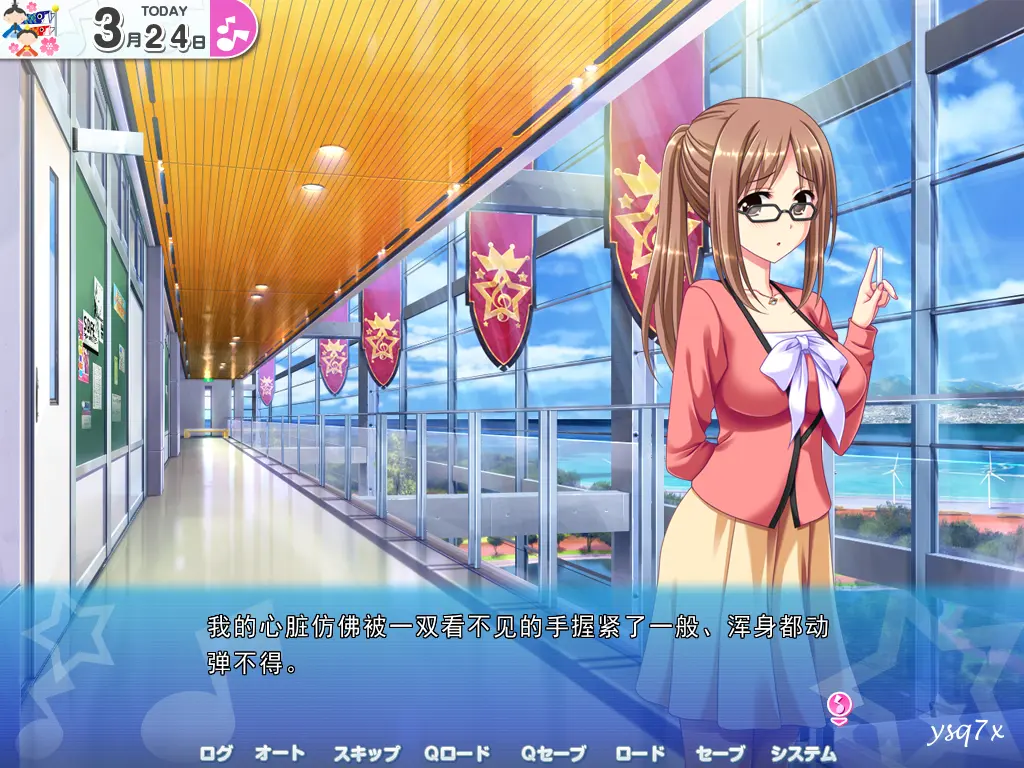 TODAY
3月24日
我的心脏仿佛被一双看不见的手握紧了一般、浑身都动
弹不得。
ログ オート スキップ Qロード Qセーブ ロード セーブ システム
ysq7x